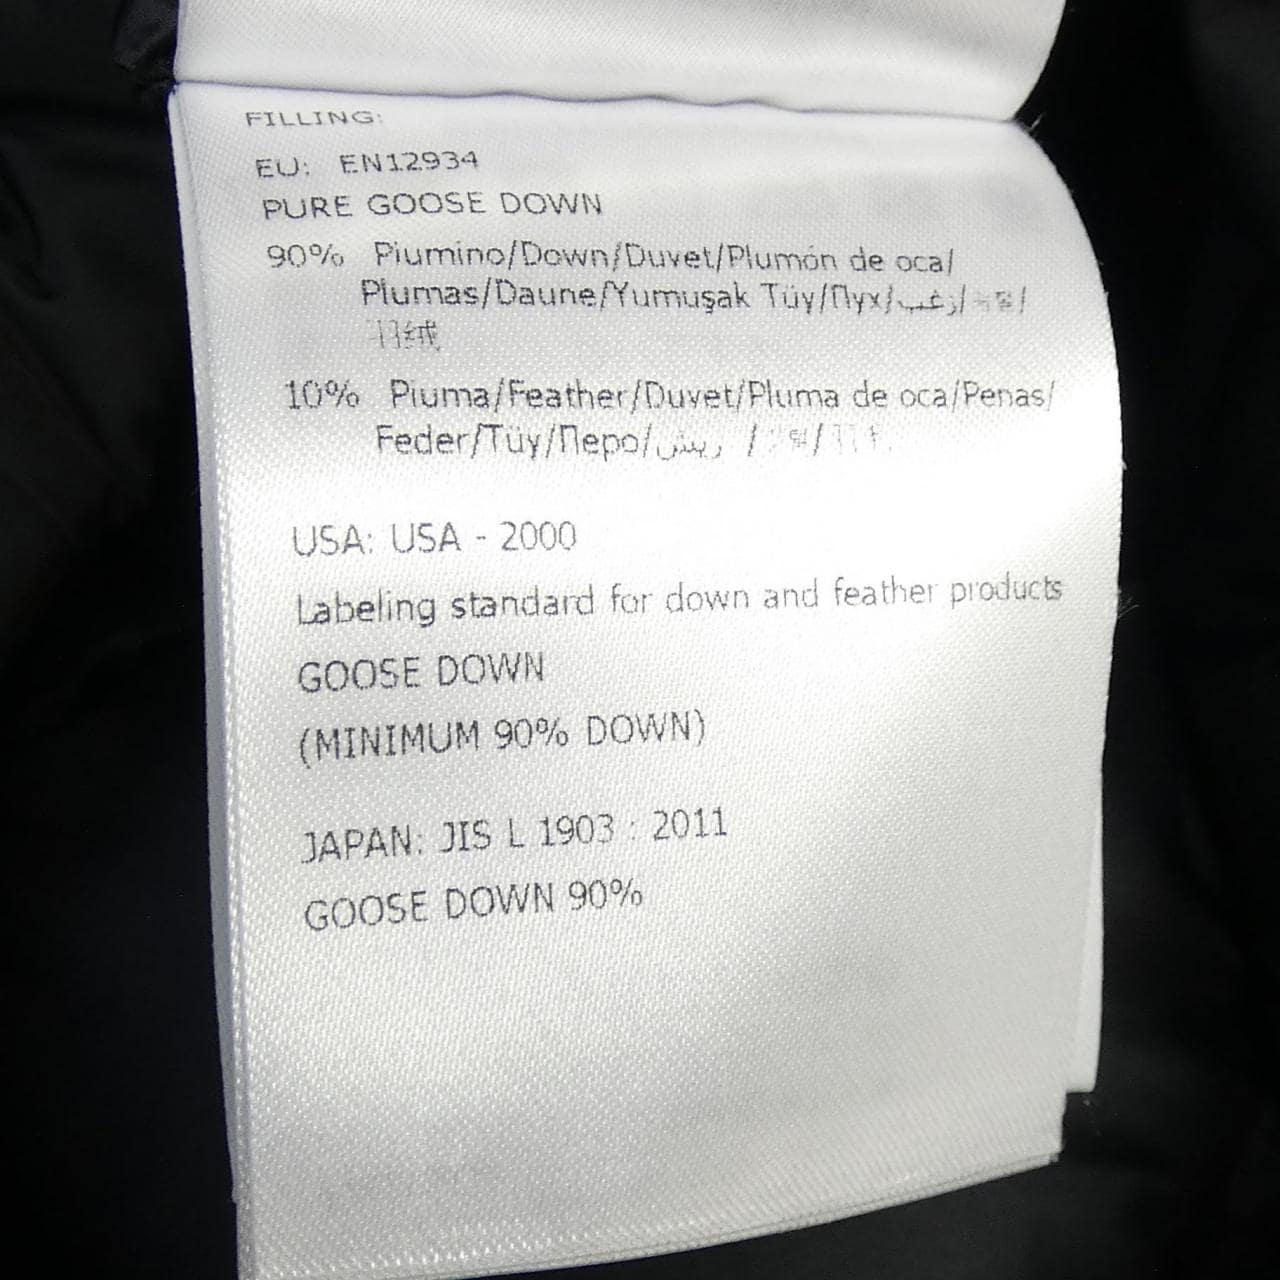 FILLING:
EU: EN12934
PURE GOOSE DOWN
90% Piumino/Down/Duvet/Plumón de oca/
Plumas/Daune/Yumuşak Tüy/Пух/زغب/
羽绒
10% Piuma/Feather/Duvet/Pluma de oca/Penas/
Feder/Tüy/Перо/ريش /
USA: USA - 2000
Labeling standard for down and feather products
GOOSE DOWN
(MINIMUM 90% DOWN)
JAPAN: JIS L 1903 : 2011
GOOSE DOWN 90%